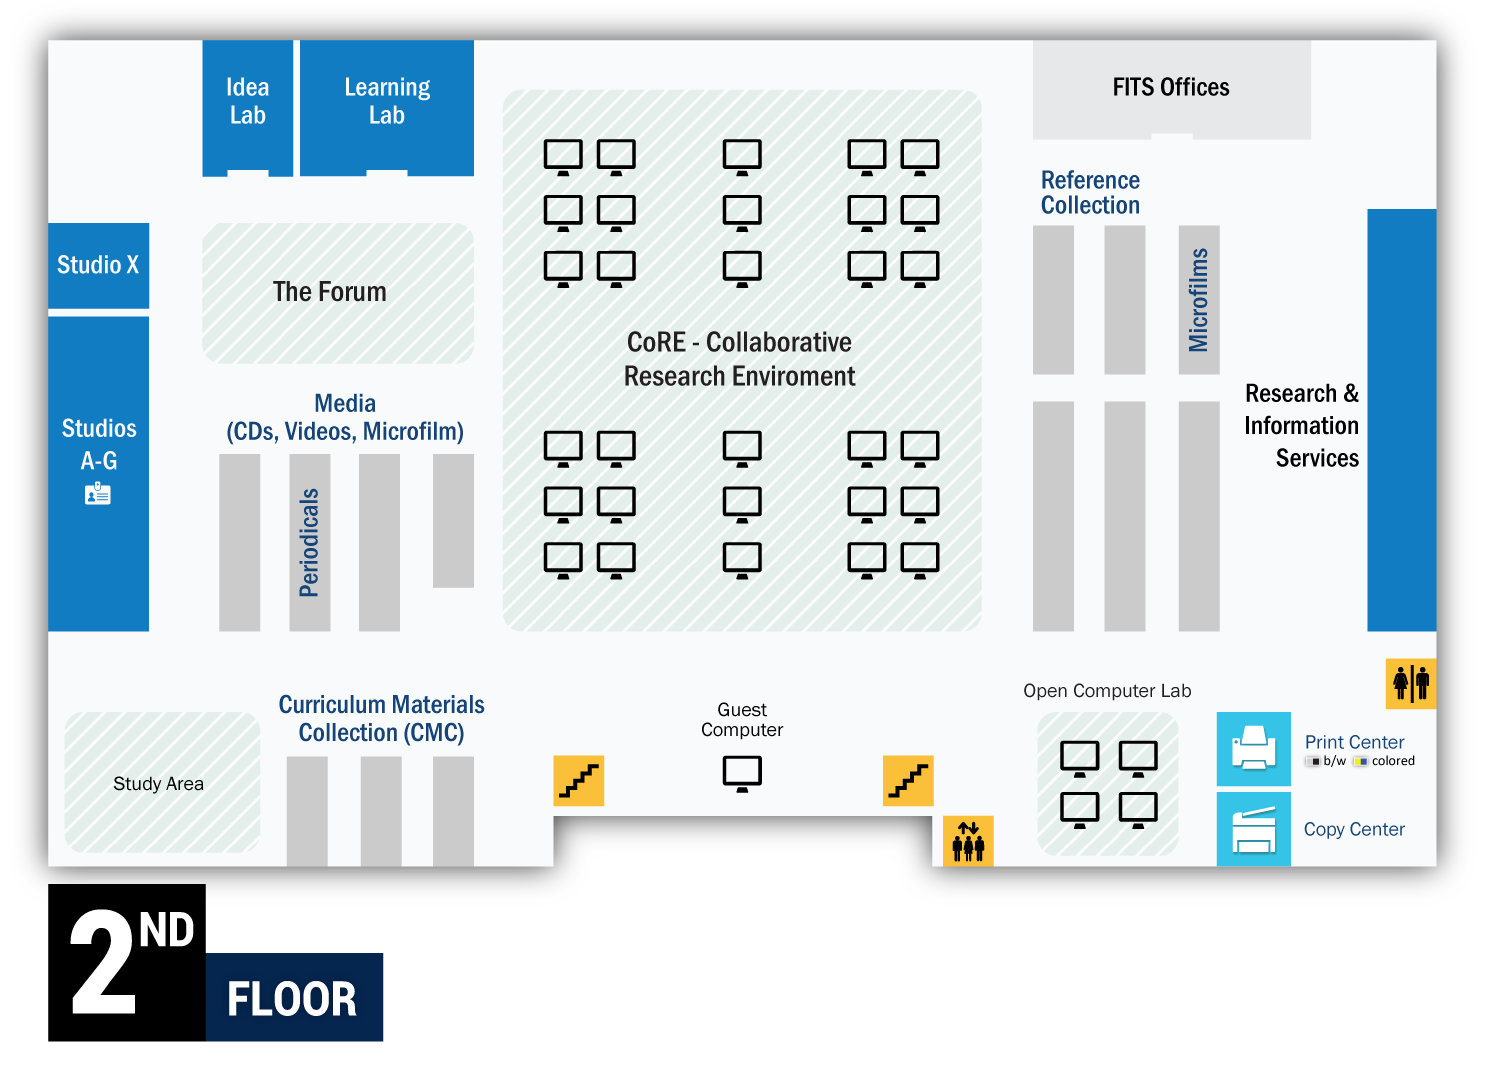 Idea
Lab
Learning
Lab
FITS Offices
Reference
Collection
Studio X
The Forum
Microfilms
CoRE - Collaborative
Research Enviroment
Media
(CDs, Videos, Microfilm)
Research &
Information
Services
Studios
A-G
Periodicals
Curriculum Materials
Collection (CMC)
Guest
Computer
Open Computer Lab
Study Area
Print Center
b/w colored
Copy Center
2ND
FLOOR